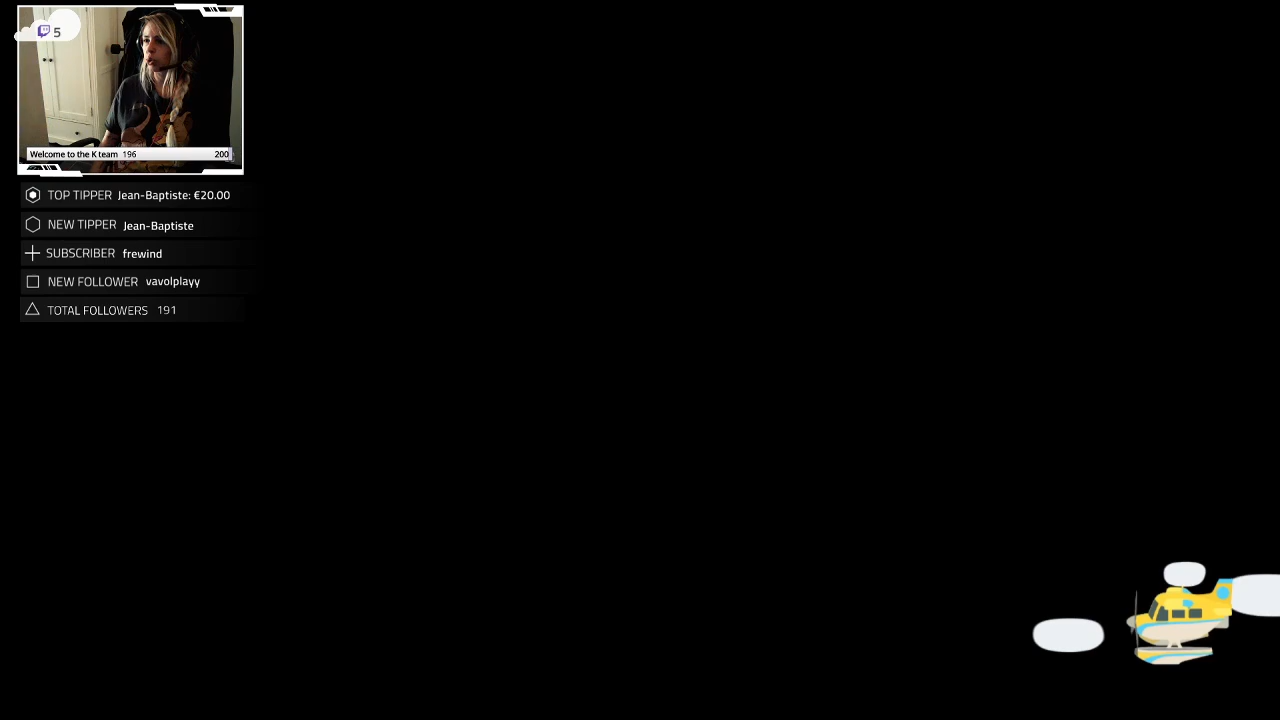 5
Welcome to the K team 196 200
TOP TIPPER Jean-Baptiste: €20.00
NEW TIPPER Jean-Baptiste
SUBSCRIBER frewind
NEW FOLLOWER vavolplayy
TOTAL FOLLOWERS 191